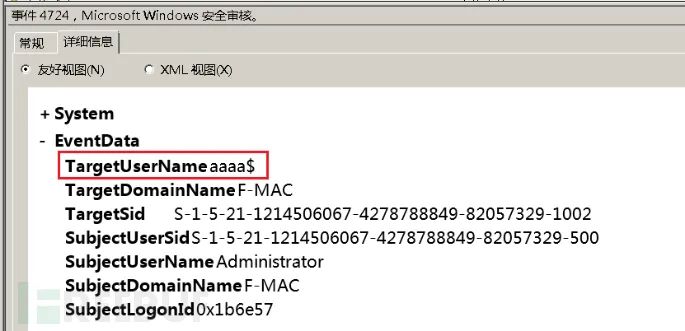 事件 4724，Microsoft Windows 安全审核。
常规 详细信息
友好视图(N) XML 视图(X)
+ System
- EventData
TargetUserName aaaa$
TargetDomainName F-MAC
TargetSid S-1-5-21-1214506067-4278788849-82057329-1002
SubjectUserSid S-1-5-21-1214506067-4278788849-82057329-500
SubjectUserName Administrator
SubjectDomainName F-MAC
SubjectLogonId 0x1b6e57